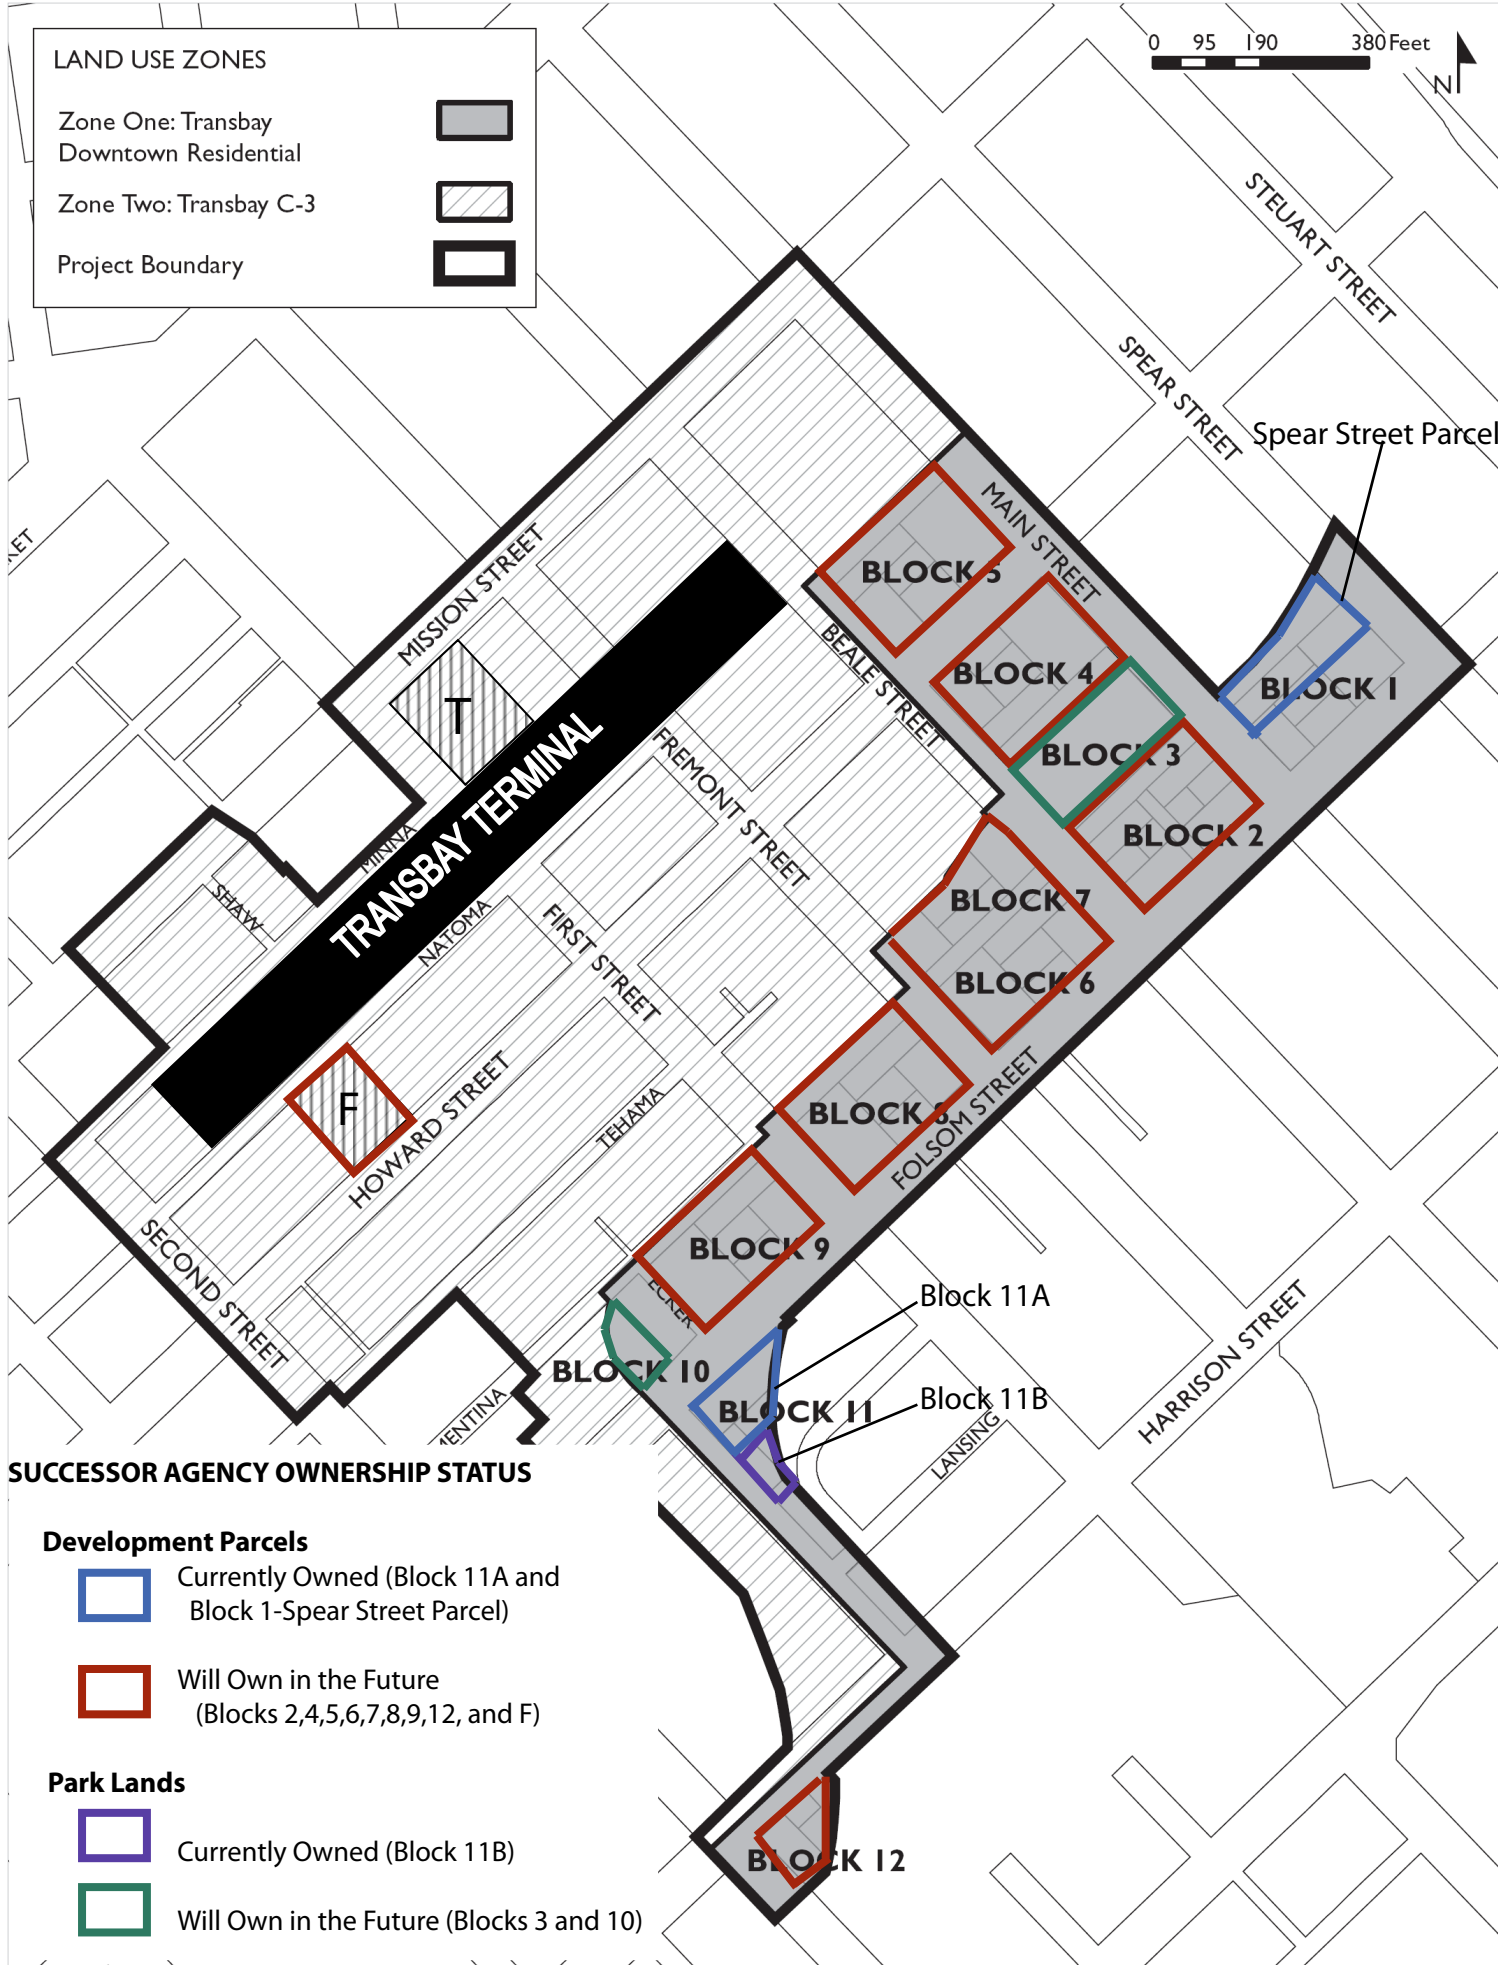 LAND USE ZONES
Zone One: Transbay
Downtown Residential
Zone Two: Transbay C-3
Project Boundary
0 95 190 380 Feet
N
STEUART STREET
SPEAR STREET
Spear Street Parcel
MAIN STREET
BLOCK 5
MISSION STREET
BEALE STREET
BLOCK 4
BLOCK 1
T
BLOCK 3
TRANSBAY TERMINAL
FREMONT STREET
BLOCK 2
MINNA
SHAW
NATOMA
FIRST STREET
BLOCK 7
BLOCK 6
F
HOWARD STREET
TEHAMA
BLOCK 8
FOLSOM STREET
SECOND STREET
BLOCK 9
ECKER
Block 11A
BLOCK 10
BLOCK 11
Block 11B
HARRISON STREET
LANSING
MENTINA
SUCCESSOR AGENCY OWNERSHIP STATUS
Development Parcels
Currently Owned (Block 11A and
Block 1-Spear Street Parcel)
Will Own in the Future
(Blocks 2,4,5,6,7,8,9,12, and F)
Park Lands
Currently Owned (Block 11B)
Will Own in the Future (Blocks 3 and 10)
BLOCK 12